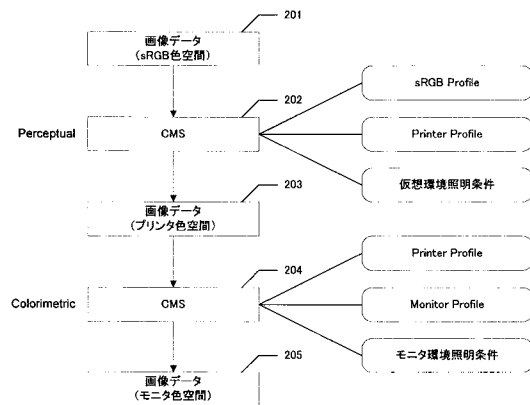 201
画像データ
(sRGB色空間)
202
sRGB Profile
Perceptual
CMS
Printer Profile
203
仮想環境照明条件
画像データ
(プリンタ色空間)
204
Printer Profile
Colorimetric
CMS
Monitor Profile
205
モニタ環境照明条件
画像データ
(モニタ色空間)